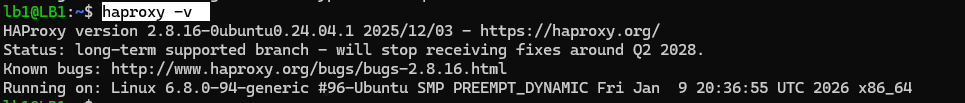 lb1@LB1:~$ haproxy -v
HAProxy version 2.8.16-0ubuntu0.24.04.1 2025/12/03 - https://haproxy.org/
Status: long-term supported branch - will stop receiving fixes around Q2 2028.
Known bugs: http://www.haproxy.org/bugs/bugs-2.8.16.html
Running on: Linux 6.8.0-94-generic #96-Ubuntu SMP PREEMPT_DYNAMIC Fri Jan  9 20:36:55 UTC 2026 x86_64